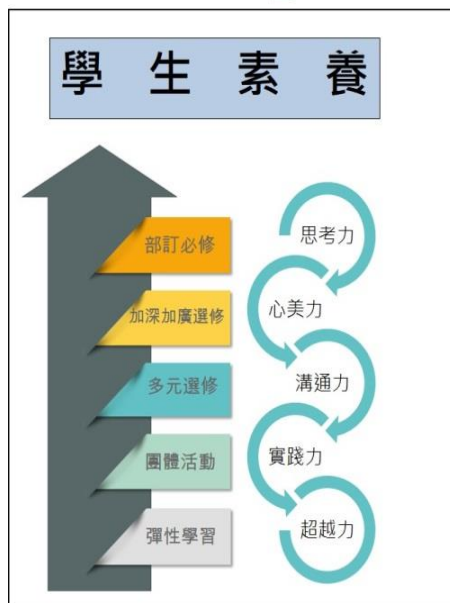 學生素養
部訂必修
加深加廣選修
多元選修
團體活動
彈性學習
思考力
心美力
溝通力
實踐力
超越力